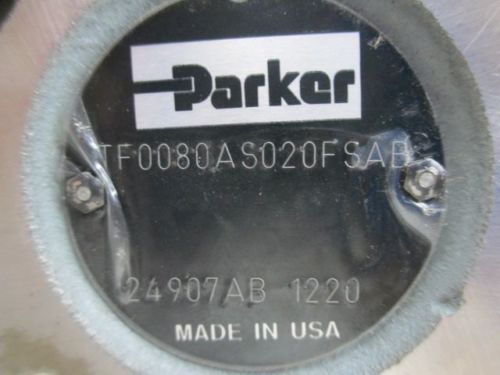 Parker
TF0080AS020FSAB
24907AB 1220
MADE IN USA